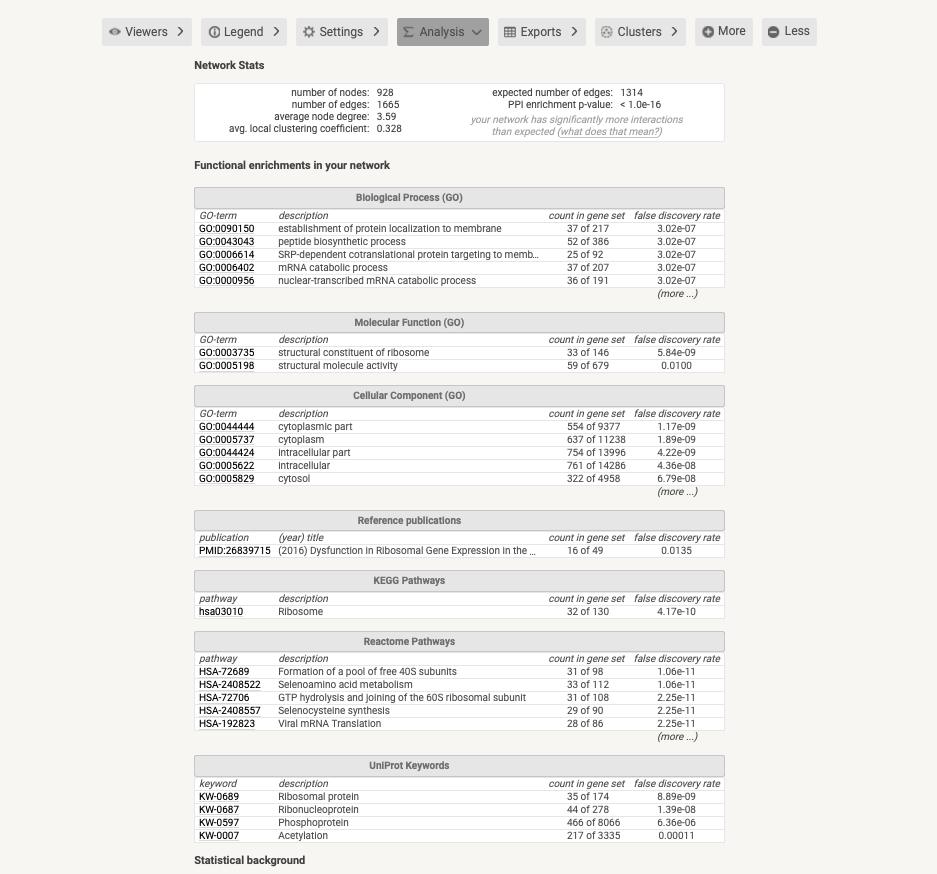 Viewers Legend Settings Analysis Exports Clusters More Less
Network Stats
number of nodes: 928 expected number of edges: 1314
number of edges: 1665 PPI enrichment p-value: < 1.0e-16
average node degree: 3.59 your network has significantly more interactions
avg. local clustering coefficient: 0.328 than expected (what does that mean?)
Functional enrichments in your network
Biological Process (GO)
GO-term description count in gene set false discovery rate
GO:0090150 establishment of protein localization to membrane 37 of 217 3.02e-07
GO:0043043 peptide biosynthetic process 52 of 386 3.02e-07
GO:0006614 SRP-dependent cotranslational protein targeting to memb... 25 of 92 3.02e-07
GO:0006402 mRNA catabolic process 37 of 207 3.02e-07
GO:0000956 nuclear-transcribed mRNA catabolic process 36 of 191 3.02e-07
(more ...)
Molecular Function (GO)
GO-term description count in gene set false discovery rate
GO:0003735 structural constituent of ribosome 33 of 146 5.84e-09
GO:0005198 structural molecule activity 59 of 679 0.0100
Cellular Component (GO)
GO-term description count in gene set false discovery rate
GO:0044444 cytoplasmic part 554 of 9377 1.17e-09
GO:0005737 cytoplasm 637 of 11238 1.89e-09
GO:0044424 intracellular part 754 of 13996 4.22e-09
GO:0005622 intracellular 761 of 14286 4.36e-08
GO:0005829 cytosol 322 of 4958 6.79e-08
(more ...)
Reference publications
publication (year) title count in gene set false discovery rate
PMID:26839715 (2016) Dysfunction in Ribosomal Gene Expression in the ... 16 of 49 0.0135
KEGG Pathways
pathway description count in gene set false discovery rate
hsa03010 Ribosome 32 of 130 4.17e-10
Reactome Pathways
pathway description count in gene set false discovery rate
HSA-72689 Formation of a pool of free 40S subunits 31 of 98 1.06e-11
HSA-2408522 Selenoamino acid metabolism 33 of 112 1.06e-11
HSA-72706 GTP hydrolysis and joining of the 60S ribosomal subunit 31 of 108 2.25e-11
HSA-2408557 Selenocysteine synthesis 29 of 90 2.25e-11
HSA-192823 Viral mRNA Translation 28 of 86 2.25e-11
(more ...)
UniProt Keywords
keyword description count in gene set false discovery rate
KW-0689 Ribosomal protein 35 of 174 8.89e-09
KW-0687 Ribonucleoprotein 44 of 278 1.39e-08
KW-0597 Phosphoprotein 466 of 8066 6.36e-06
KW-0007 Acetylation 217 of 3335 0.00011
Statistical background